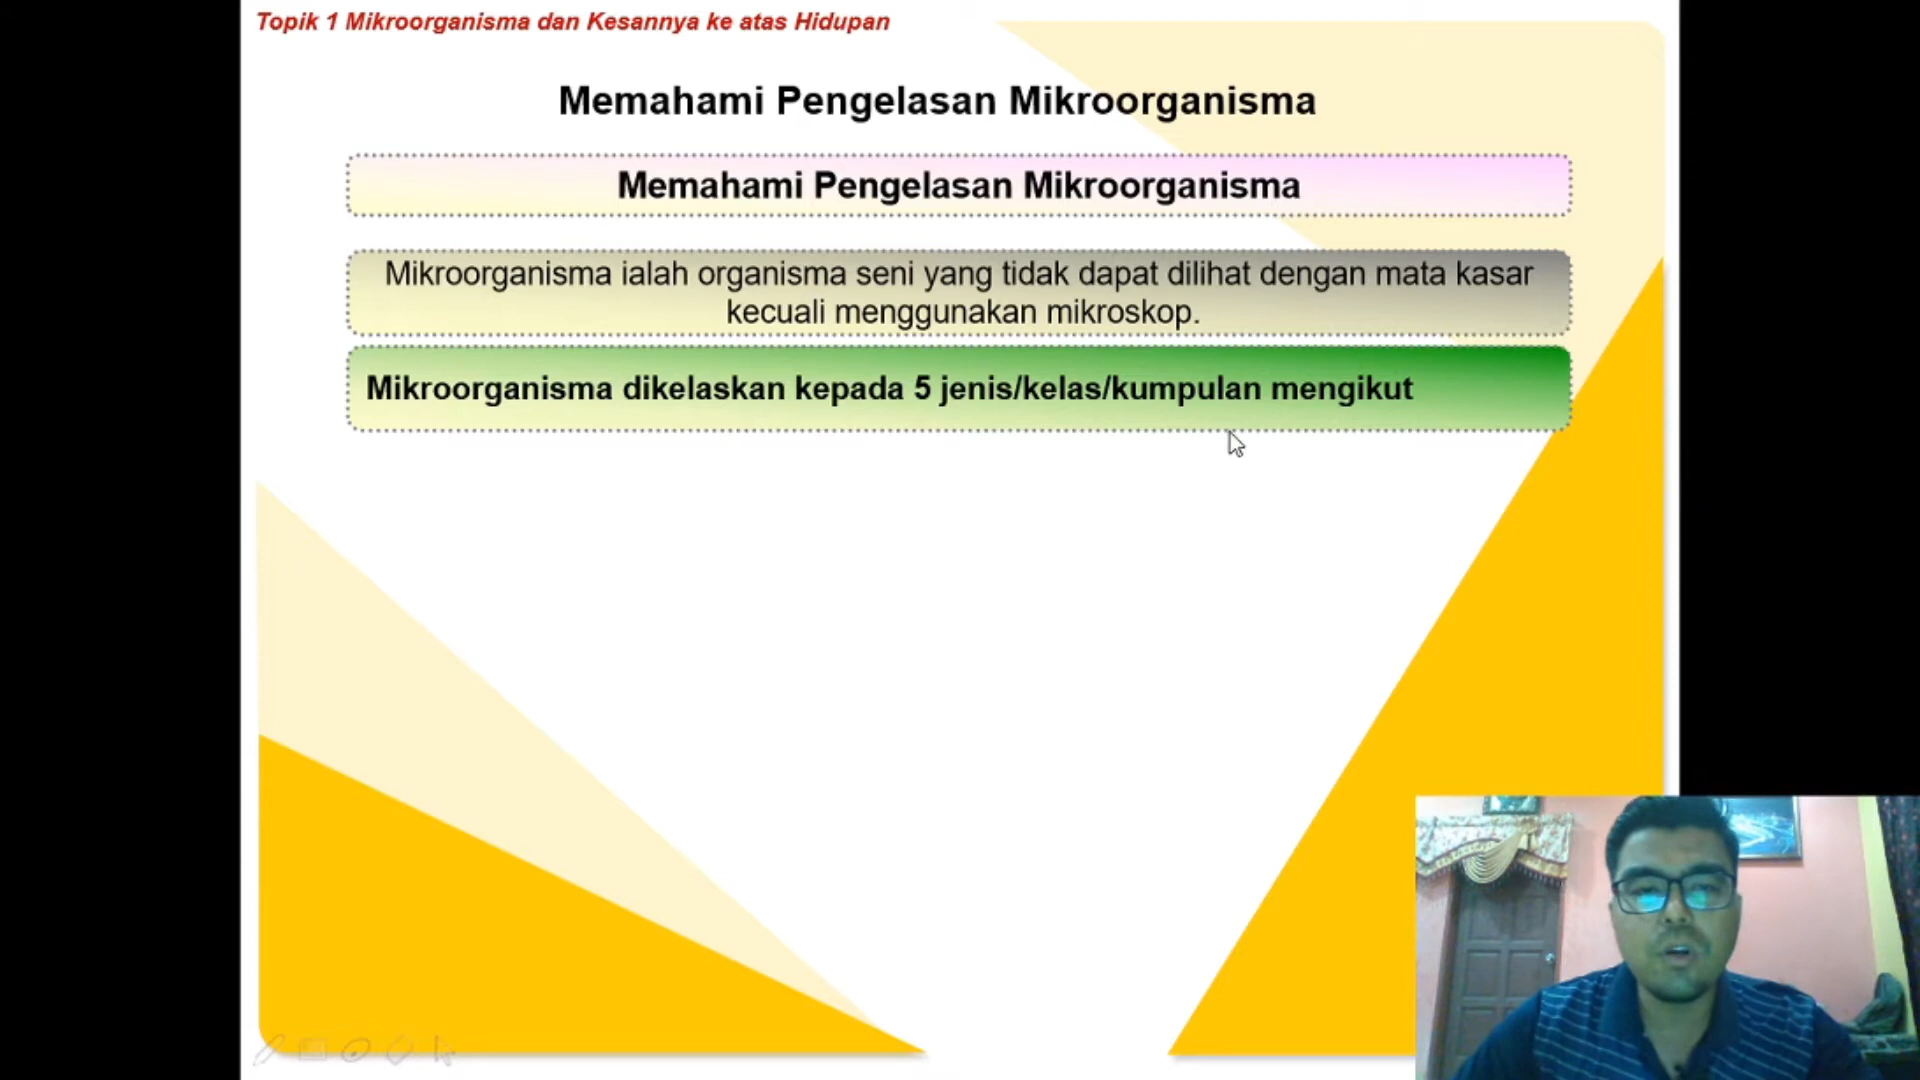 Topik 1 Mikroorganisma dan Kesannya ke atas Hidupan
Memahami Pengelasan Mikroorganisma
Memahami Pengelasan Mikroorganisma
Mikroorganisma ialah organisma seni yang tidak dapat dilihat dengan mata kasar
kecuali menggunakan mikroskop.
Mikroorganisma dikelaskan kepada 5 jenis/kelas/kumpulan mengikut